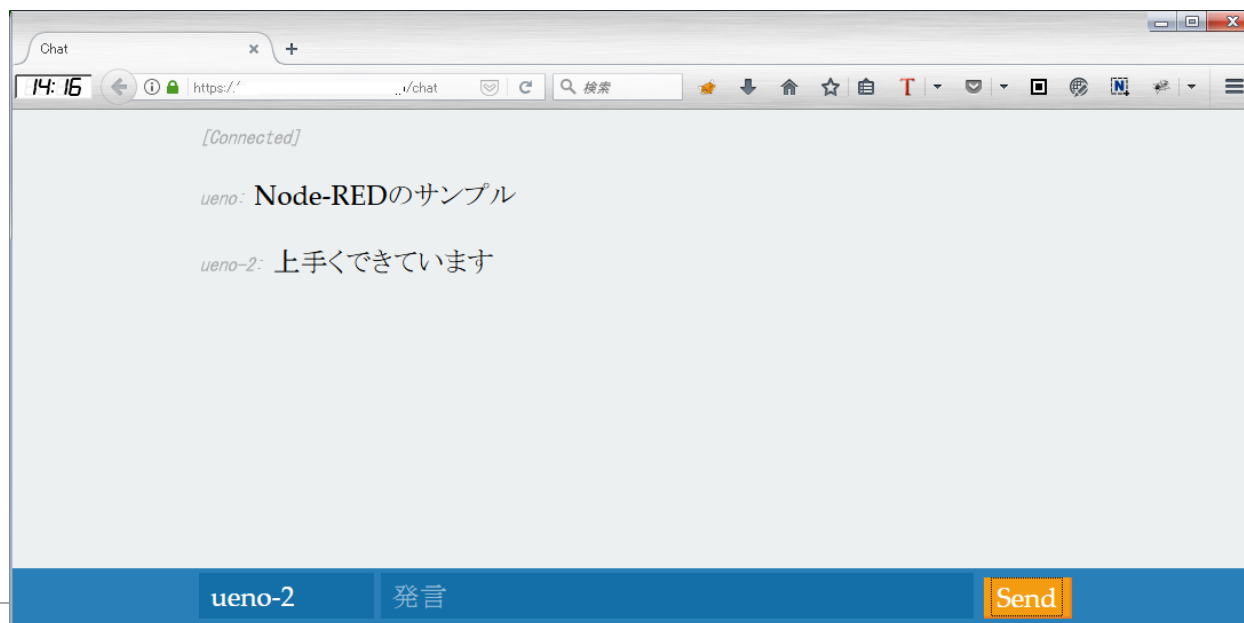 Chat
14:16
https://
/chat
検索
[Connected]
ueno: Node-REDのサンプル
ueno-2: 上手くできています
ueno-2
発言
Send